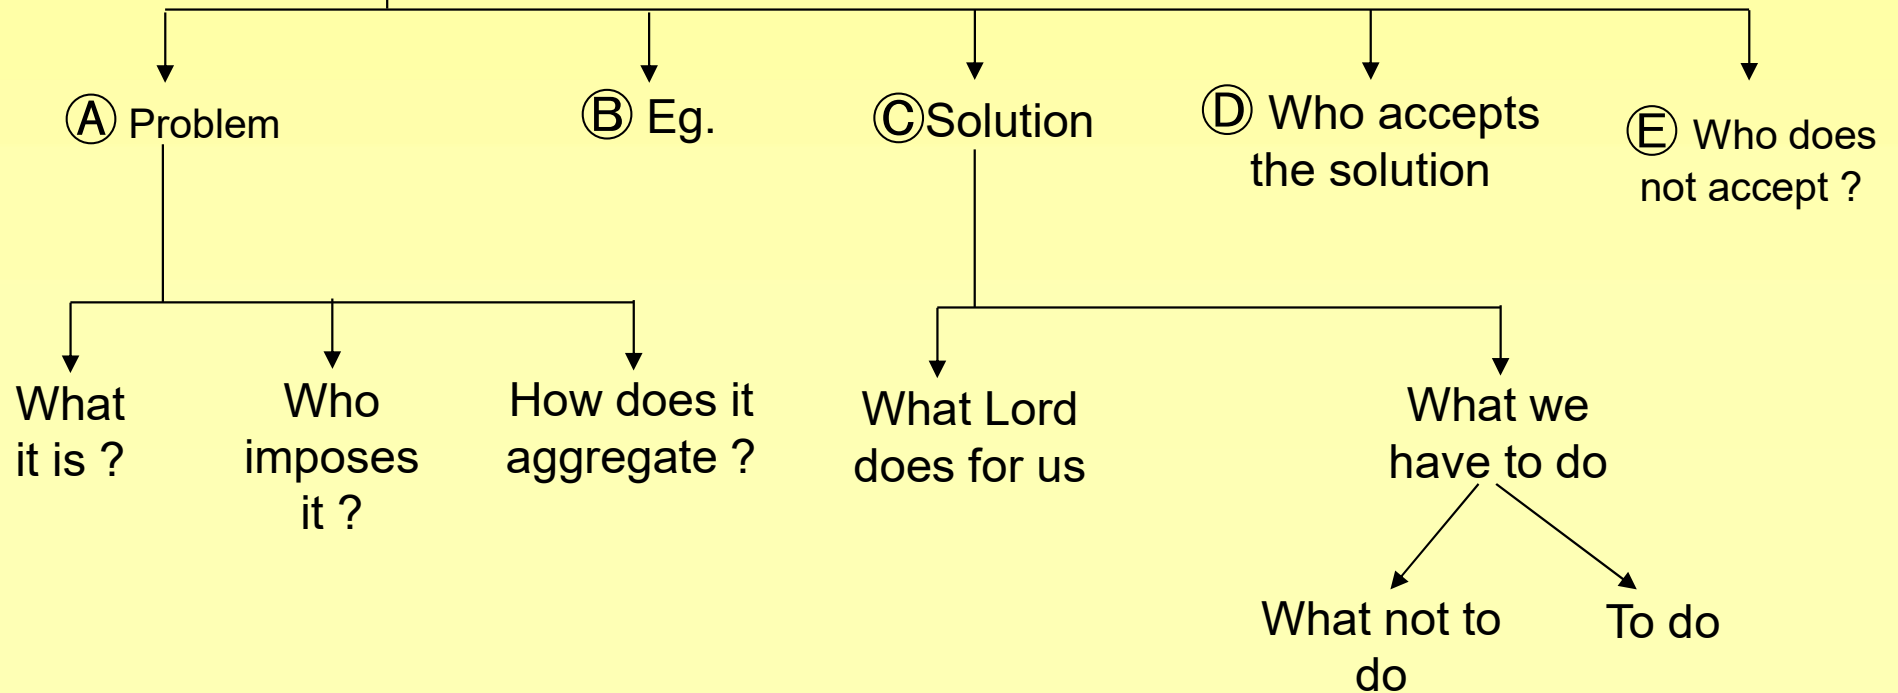 Ⓐ Problem
Ⓑ Eg.
ⒸSolution
Ⓓ Who accepts
the solution
Ⓔ Who does
not accept ?
What
it is ?
Who
imposes
it ?
How does it
aggregate ?
What Lord
does for us
What we
have to do
What not to
do
To do